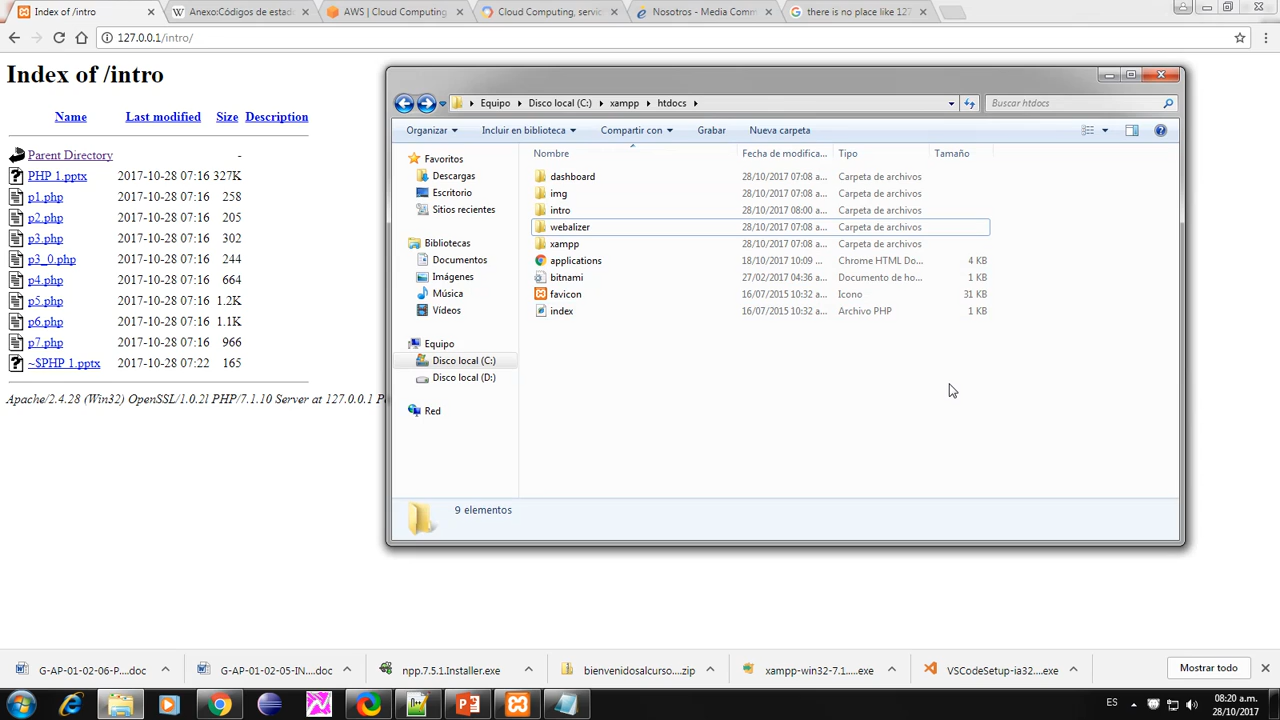 Index of /intro
Anexo:Códigos de estad
AWS | Cloud Computing
Cloud Computing, servic
Nosotros - Media Comm
there is no place like 127
127.0.0.1/intro/
Index of /intro
Name Last modified Size Description
Parent Directory -
PHP 1.pptx 2017-10-28 07:16 327K
p1.php 2017-10-28 07:16 258
p2.php 2017-10-28 07:16 205
p3.php 2017-10-28 07:16 302
p3_0.php 2017-10-28 07:16 244
p4.php 2017-10-28 07:16 664
p5.php 2017-10-28 07:16 1.2K
p6.php 2017-10-28 07:16 1.1K
p7.php 2017-10-28 07:16 966
~$PHP 1.pptx 2017-10-28 07:22 165
Apache/2.4.28 (Win32) OpenSSL/1.0.2l PHP/7.1.10 Server at 127.0.0.1 P
Equipo Disco local (C:) xampp htdocs
Buscar htdocs
Organizar Incluir en biblioteca Compartir con Grabar Nueva carpeta
Favoritos
Descargas
Escritorio
Sitios recientes
Bibliotecas
Documentos
Imágenes
Música
Vídeos
Equipo
Disco local (C:)
Disco local (D:)
Red
Nombre Fecha de modifica... Tipo Tamaño
dashboard 28/10/2017 07:08 a... Carpeta de archivos
img 28/10/2017 07:08 a... Carpeta de archivos
intro 28/10/2017 08:00 a... Carpeta de archivos
webalizer 28/10/2017 07:08 a... Carpeta de archivos
xampp 28/10/2017 07:08 a... Carpeta de archivos
applications 18/10/2017 10:09 ... Chrome HTML Do... 4 KB
bitnami 27/02/2017 04:36 a... Documento de ho... 1 KB
favicon 16/07/2015 10:32 a... Icono 31 KB
index 16/07/2015 10:32 a... Archivo PHP 1 KB
9 elementos
G-AP-01-02-06-P....doc
G-AP-01-02-05-IN....doc
npp.7.5.1.Installer.exe
bienvenidosalcurso....zip
xampp-win32-7.1....exe
VSCodeSetup-ia32....exe
Mostrar todo
ES
08:20 a.m.
28/10/2017